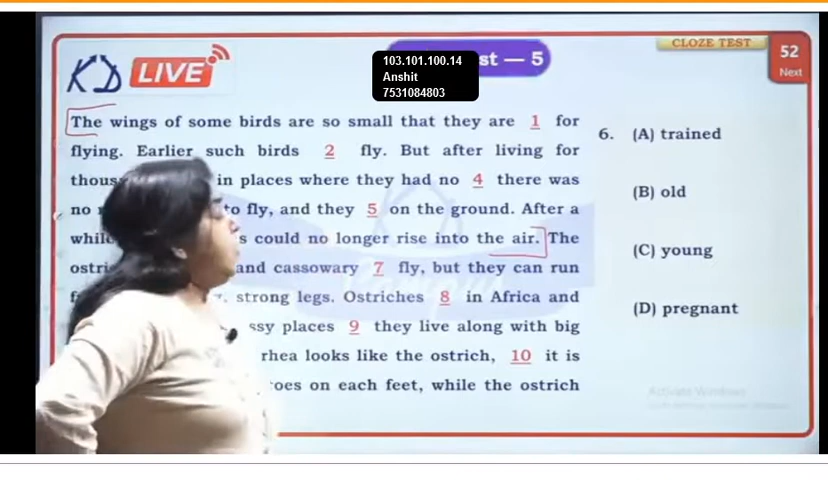 KD LIVE
st — 5
CLOZE TEST
52
Next
103.101.100.14
Anshit
7531084803
The wings of some birds are so small that they are 1 for
flying. Earlier such birds 2 fly. But after living for
in places where they had no 4 there was
no to fly, and they 5 on the ground. After a
while could no longer rise into the air. The
and cassowary 7 fly, but they can run
strong legs. Ostriches 8 in Africa and
places 9 they live along with big
rhea looks like the ostrich, 10 it is
on each feet, while the ostrich
6. (A) trained
(B) old
(C) young
(D) pregnant
Activate Windows